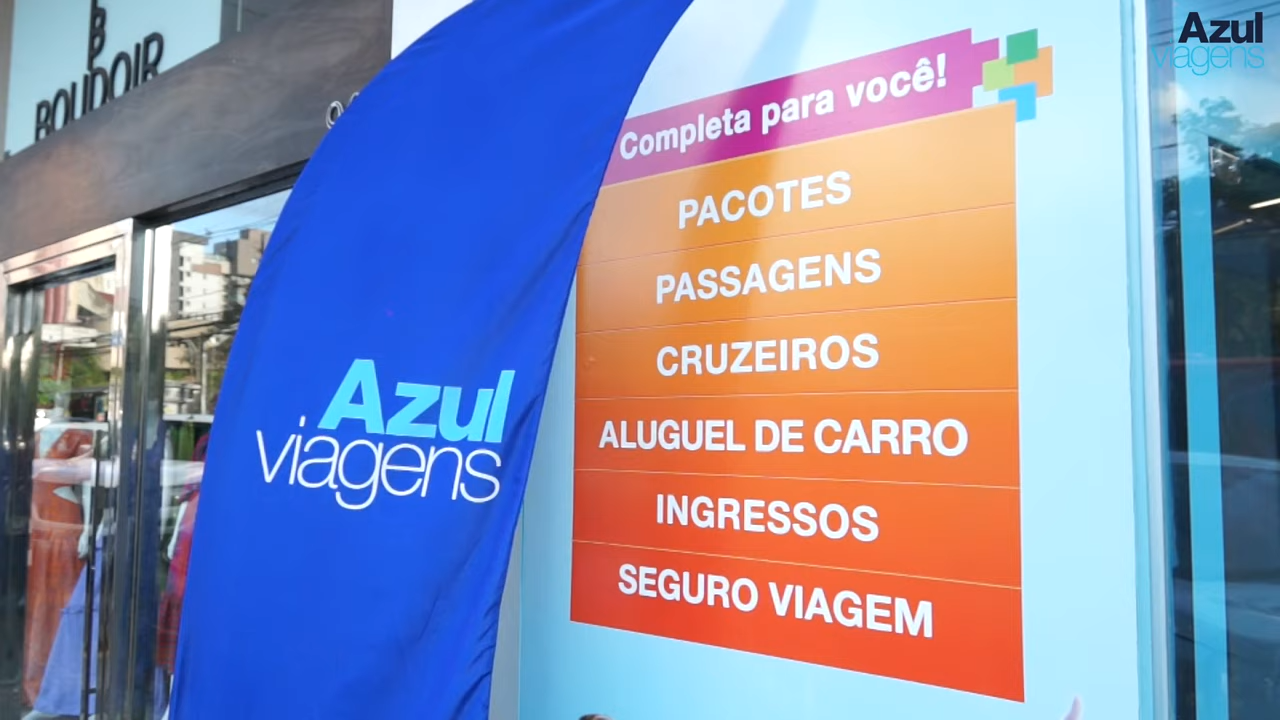 BOUDOIR
Azul
viagens
Completa para você!
PACOTES
PASSAGENS
CRUZEIROS
ALUGUEL DE CARRO
INGRESSOS
SEGURO VIAGEM
Azul
viagens